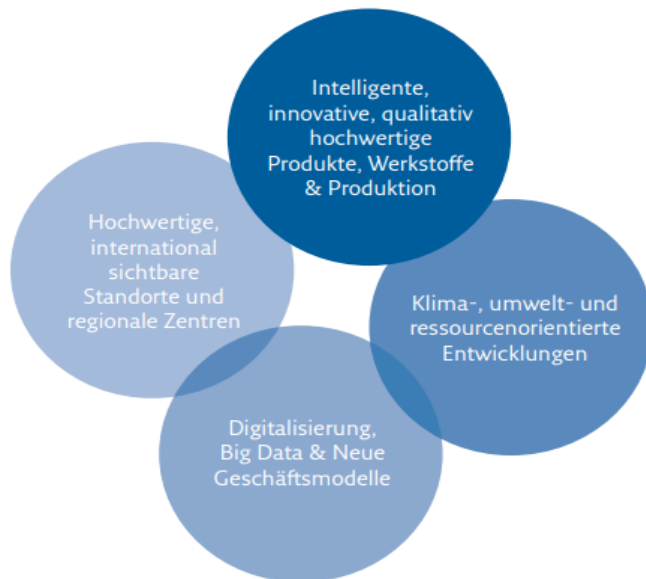 Intelligente,
innovative, qualitativ
hochwertige
Produkte, Werkstoffe
& Produktion
Hochwertige,
international
sichtbare
Standorte und
regionale Zentren
Klima-, umwelt- und
ressourcenorientierte
Entwicklungen
Digitalisierung,
Big Data & Neue
Geschäftsmodelle